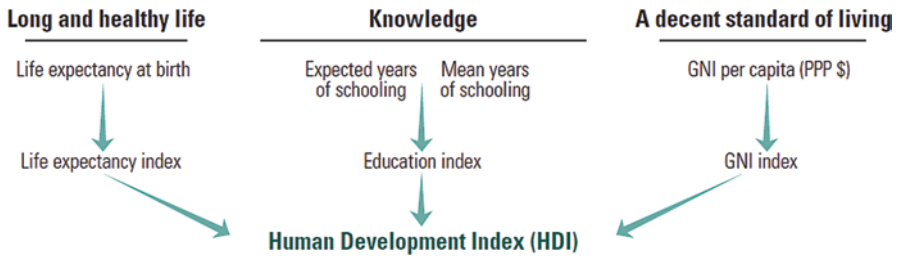 Long and healthy life
Knowledge
A decent standard of living
Life expectancy at birth
Expected years
of schooling
Mean years
of schooling
GNI per capita (PPP $)
Life expectancy index
Education index
GNI index
Human Development Index (HDI)